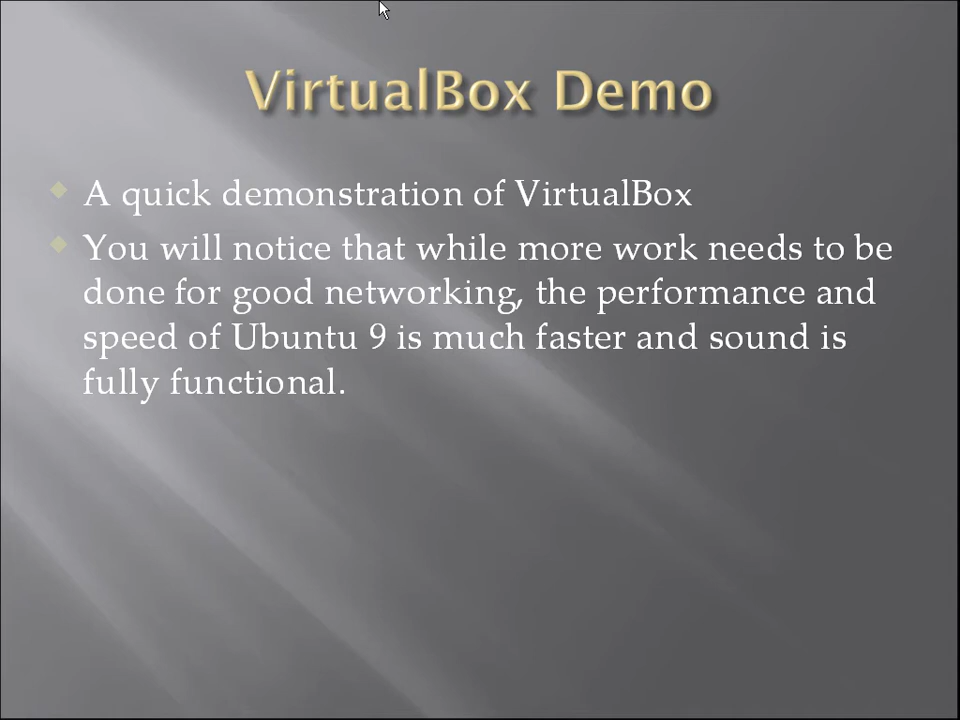 VirtualBox Demo
A quick demonstration of VirtualBox
You will notice that while more work needs to be
done for good networking, the performance and
speed of Ubuntu 9 is much faster and sound is
fully functional.